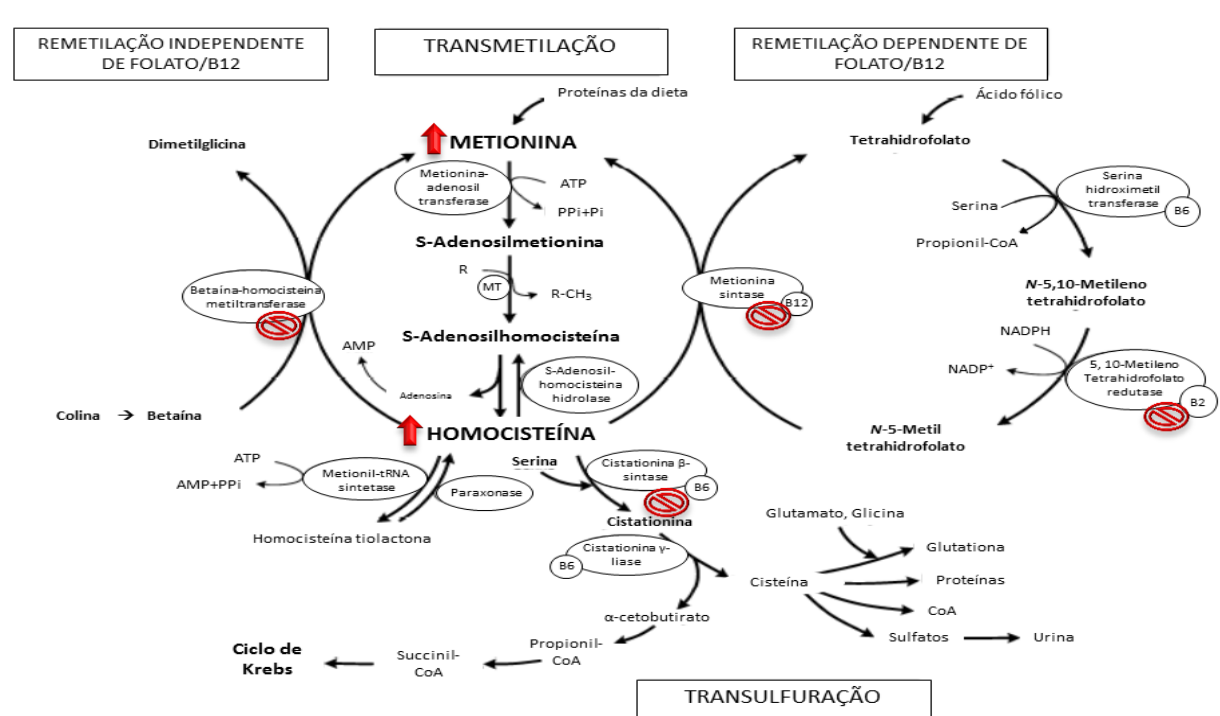 REMETILAÇÃO INDEPENDENTE
DE FOLATO/B12
TRANSMETILAÇÃO
REMETILAÇÃO DEPENDENTE DE
FOLATO/B12
Proteínas da dieta
Ácido fólico
Dimetilglicina
METIONINA
Tetrahidrofolato
Metionina-
adenosil
transferase
ATP
PPi+Pi
Serina
hidroximetil
transferase
B6
Serina
Propionil-CoA
S-Adenosilmetionina
R
MT
R-CH₃
Betaína-homocisteina
metiltransferase
Metionina
sintase
B12
N-5,10-Metileno
tetrahidrofolato
S-Adenosilhomocisteína
NADPH
NADP⁺
5, 10-Metileno
Tetrahidrofolato
redutase
B2
AMP
Adenosina
S-Adenosil-
homocisteina
hidrolase
Colina → Betaína
HOMOCISTEÍNA
N-5-Metil
tetrahidrofolato
ATP
AMP+PPi
Metionil-tRNA
sintetase
Paraxonase
Serina
Cistationina β-
sintase
B6
Homocisteína tiolactona
Cistationina
Glutamato, Glicina
Cistationina γ-
liase
B6
Cisteína
Glutationa
Proteínas
CoA
Sulfatos
Urina
α-cetobutirato
Propionil-
CoA
Succinil-
CoA
Ciclo de
Krebs
TRANSULFURAÇÃO